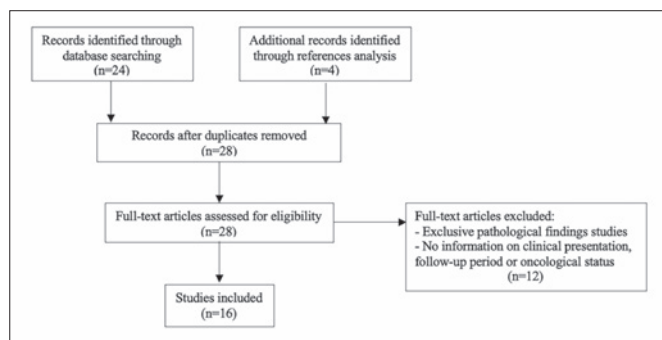 Records identified through
database searching
(n=24)
Additional records identified
through references analysis
(n=4)
Records after duplicates removed
(n=28)
Full-text articles assessed for eligibility
(n=28)
Full-text articles excluded:
- Exclusive pathological findings studies
- No information on clinical presentation,
follow-up period or oncological status
(n=12)
Studies included
(n=16)